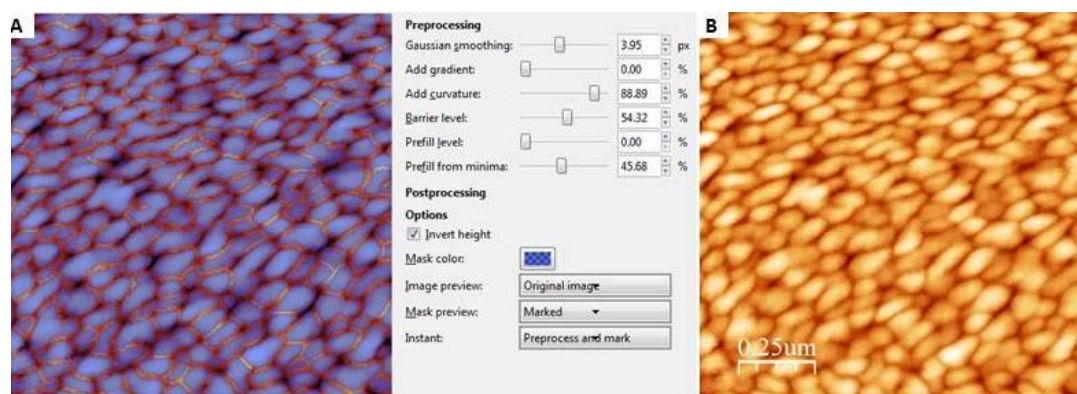 A
Preprocessing
Gaussian smoothing: 3.95 px
Add gradient: 0.00 %
Add curvature: 88.89 %
Barrier level: 54.32 %
Prefill level: 0.00 %
Prefill from minima: 45.68 %
Postprocessing
Options
Invert height
Mask color:
Image preview: Original image
Mask preview: Marked
Instant: Preprocess and mark
B
0.25um